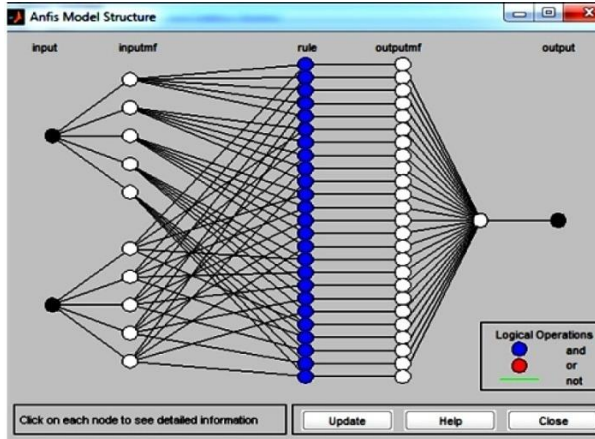 Anfis Model Structure
input inputmf rule outputmf output
Logical Operations
and
or
not
Click on each node to see detailed information
Update Help Close